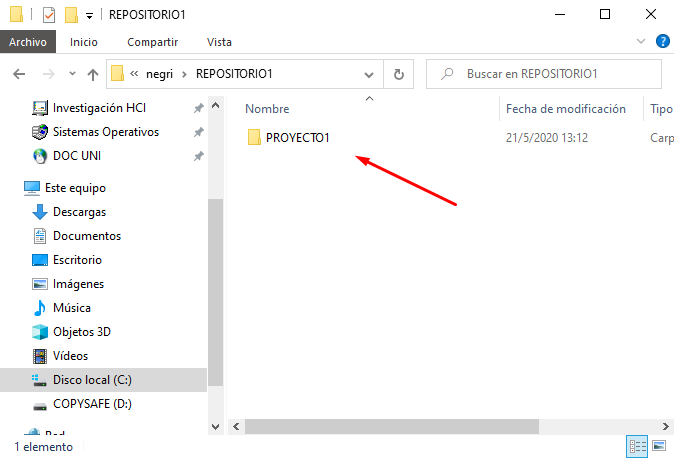 REPOSITORIO1
Archivo Inicio Compartir Vista
negri REPOSITORIO1 Buscar en REPOSITORIO1
Investigación HCI
Sistemas Operativos
DOC UNI
Este equipo
Descargas
Documentos
Escritorio
Imágenes
Música
Objetos 3D
Vídeos
Disco local (C:)
COPYSAFE (D:)
Nombre Fecha de modificación Tipo
PROYECTO1 21/5/2020 13:12 Carp
1 elemento